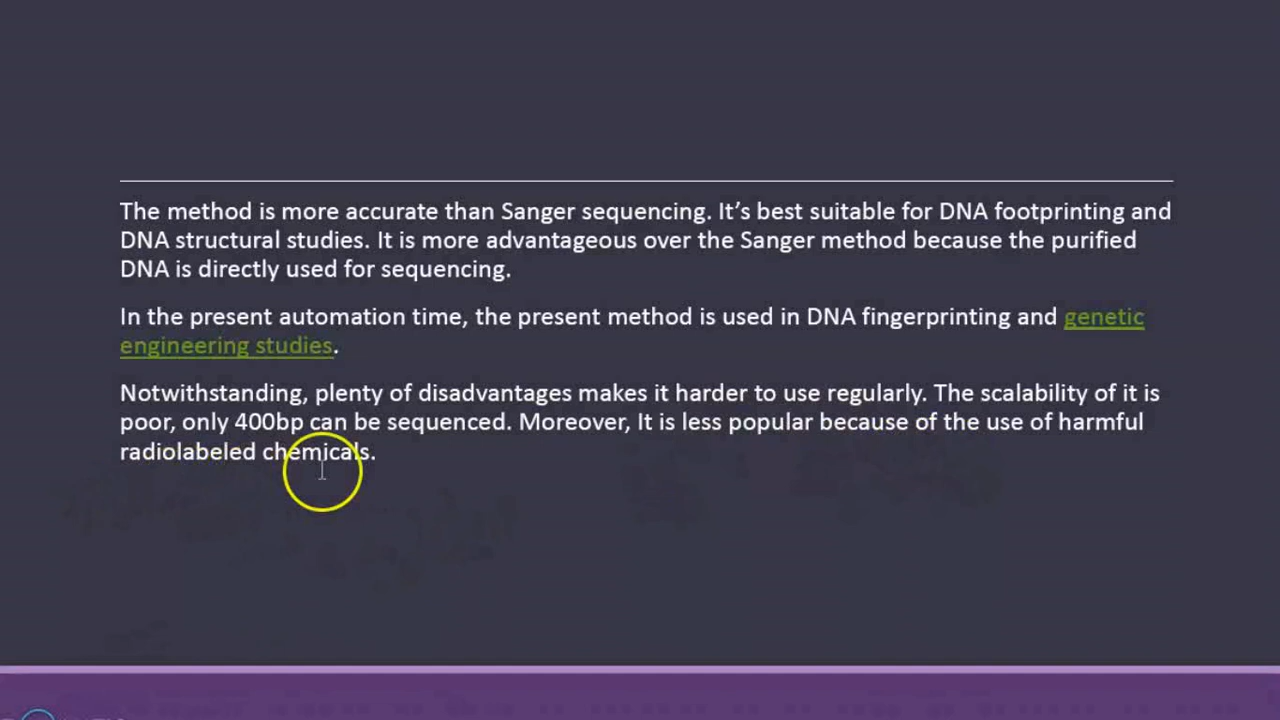 The method is more accurate than Sanger sequencing. It’s best suitable for DNA footprinting and
DNA structural studies. It is more advantageous over the Sanger method because the purified
DNA is directly used for sequencing.
In the present automation time, the present method is used in DNA fingerprinting and genetic
engineering studies.
Notwithstanding, plenty of disadvantages makes it harder to use regularly. The scalability of it is
poor, only 400bp can be sequenced. Moreover, It is less popular because of the use of harmful
radiolabeled chemicals.